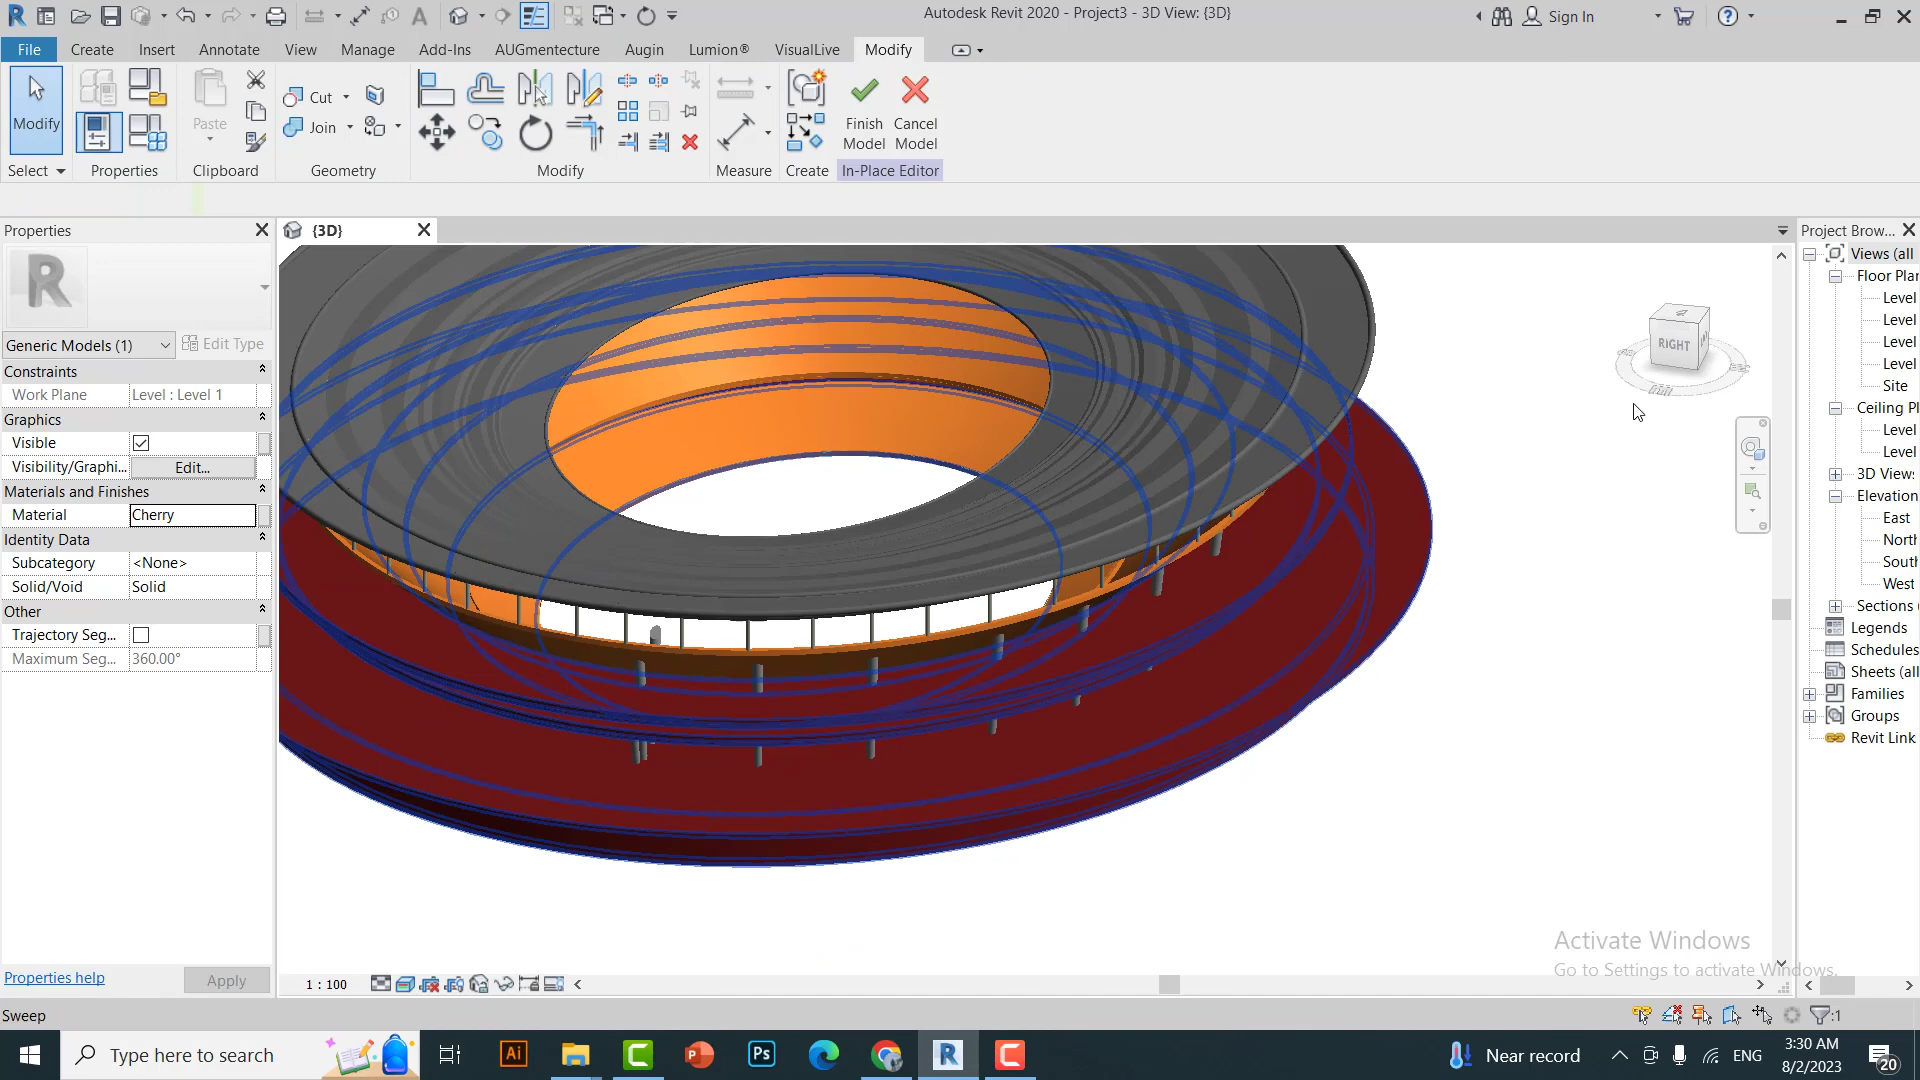 Autodesk Revit 2020 - Project3 - 3D View: {3D}
Sign In
File
Create
Insert
Annotate
View
Manage
Add-Ins
AUGmentecture
Augin
Lumion®
VisualLive
Modify
Modify
Paste
Cut
Join
Finish
Model
Cancel
Model
Select
Properties
Clipboard
Geometry
Modify
Measure
Create
In-Place Editor
Properties
{3D}
Project Brow...
Generic Models (1)
Edit Type
Constraints
Work Plane
Level : Level 1
Graphics
Visible
Visibility/Graphi...
Edit...
Materials and Finishes
Material
Cherry
Identity Data
Subcategory
<None>
Solid/Void
Solid
Other
Trajectory Seg...
Maximum Seg...
360.00°
Properties help
Apply
RIGHT
Views (all
Floor Plan
Level
Level
Level
Level
Site
Ceiling Pl
Level
Level
3D Views
Elevation
East
North
South
West
Sections (
Legends
Schedules
Sheets (all
Families
Groups
Revit Link
Activate Windows
Go to Settings to activate Windows.
1 : 100
Sweep
:1
Type here to search
Ai
Ps
Near record
ENG
3:30 AM
8/2/2023
20